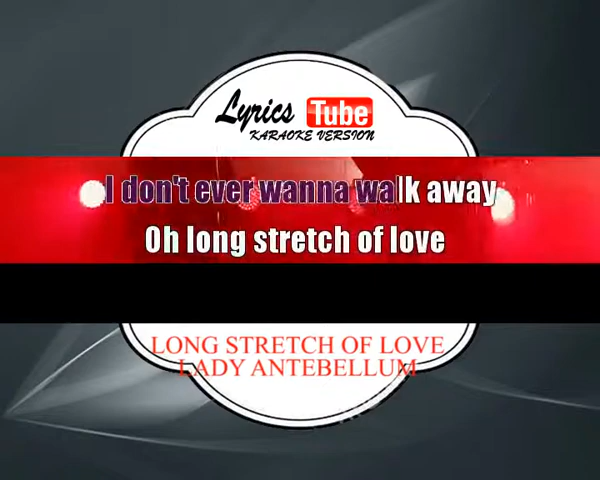 Lyrics Tube
KARAOKE VERSION
I don't ever wanna walk away
Oh long stretch of love
LONG STRETCH OF LOVE
LADY ANTEBELLUM